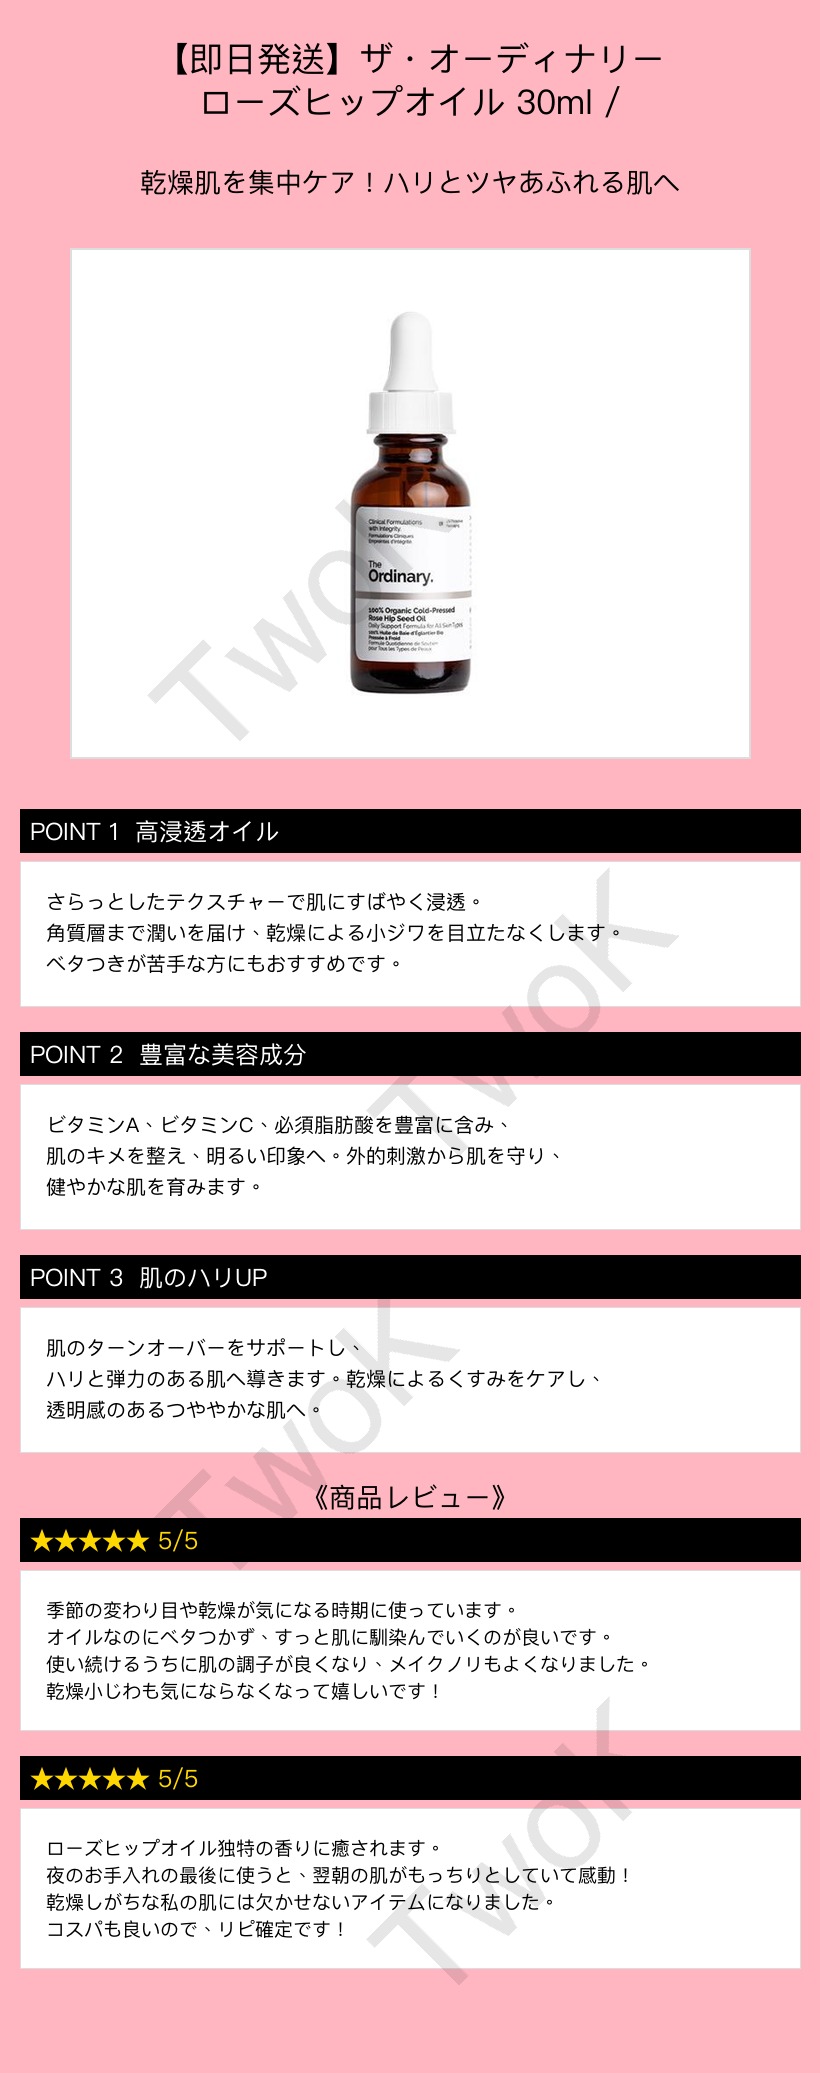 【即日発送】ザ・オーディナリー
ローズヒップオイル 30ml /
乾燥肌を集中ケア！ハリとツヤあふれる肌へ
Clinical Formulations
with Integrity.
Formulations Cliniques
Empreintes d'Intégrité.
The
Ordinary.
100% Organic Cold-Pressed
Rose Hip Seed Oil
Daily Support Formula for All Skin Types
100% Huile de Baie d'Églantier Bio
Pressée à Froid
Formule Quotidienne de Soutien
pour Tous les Types de Peaux
TwoK
POINT 1 高浸透オイル
さらっとしたテクスチャーで肌にすばやく浸透。
角質層まで潤いを届け、乾燥による小ジワを目立たなくします。
ベタつきが苦手な方にもおすすめです。
TwoK
POINT 2 豊富な美容成分
ビタミンA、ビタミンC、必須脂肪酸を豊富に含み、
肌のキメを整え、明るい印象へ。外的刺激から肌を守り、
健やかな肌を育みます。
POINT 3 肌のハリUP
肌のターンオーバーをサポートし、
ハリと弾力のある肌へ導きます。乾燥によるくすみをケアし、
透明感のあるつややかな肌へ。
TwoK
《商品レビュー》
★★★★★ 5/5
季節の変わり目や乾燥が気になる時期に使っています。
オイルなのにベタつかず、すっと肌に馴染んでいくのが良いです。
使い続けるうちに肌の調子が良くなり、メイクノリもよくなりました。
乾燥小じわも気にならなくなって嬉しいです！
★★★★★ 5/5
ローズヒップオイル独特の香りに癒されます。
夜のお手入れの最後に使うと、翌朝の肌がもっちりとしていて感動！
乾燥しがちな私の肌には欠かせないアイテムになりました。
コスパも良いので、リピ確定です！
TwoK